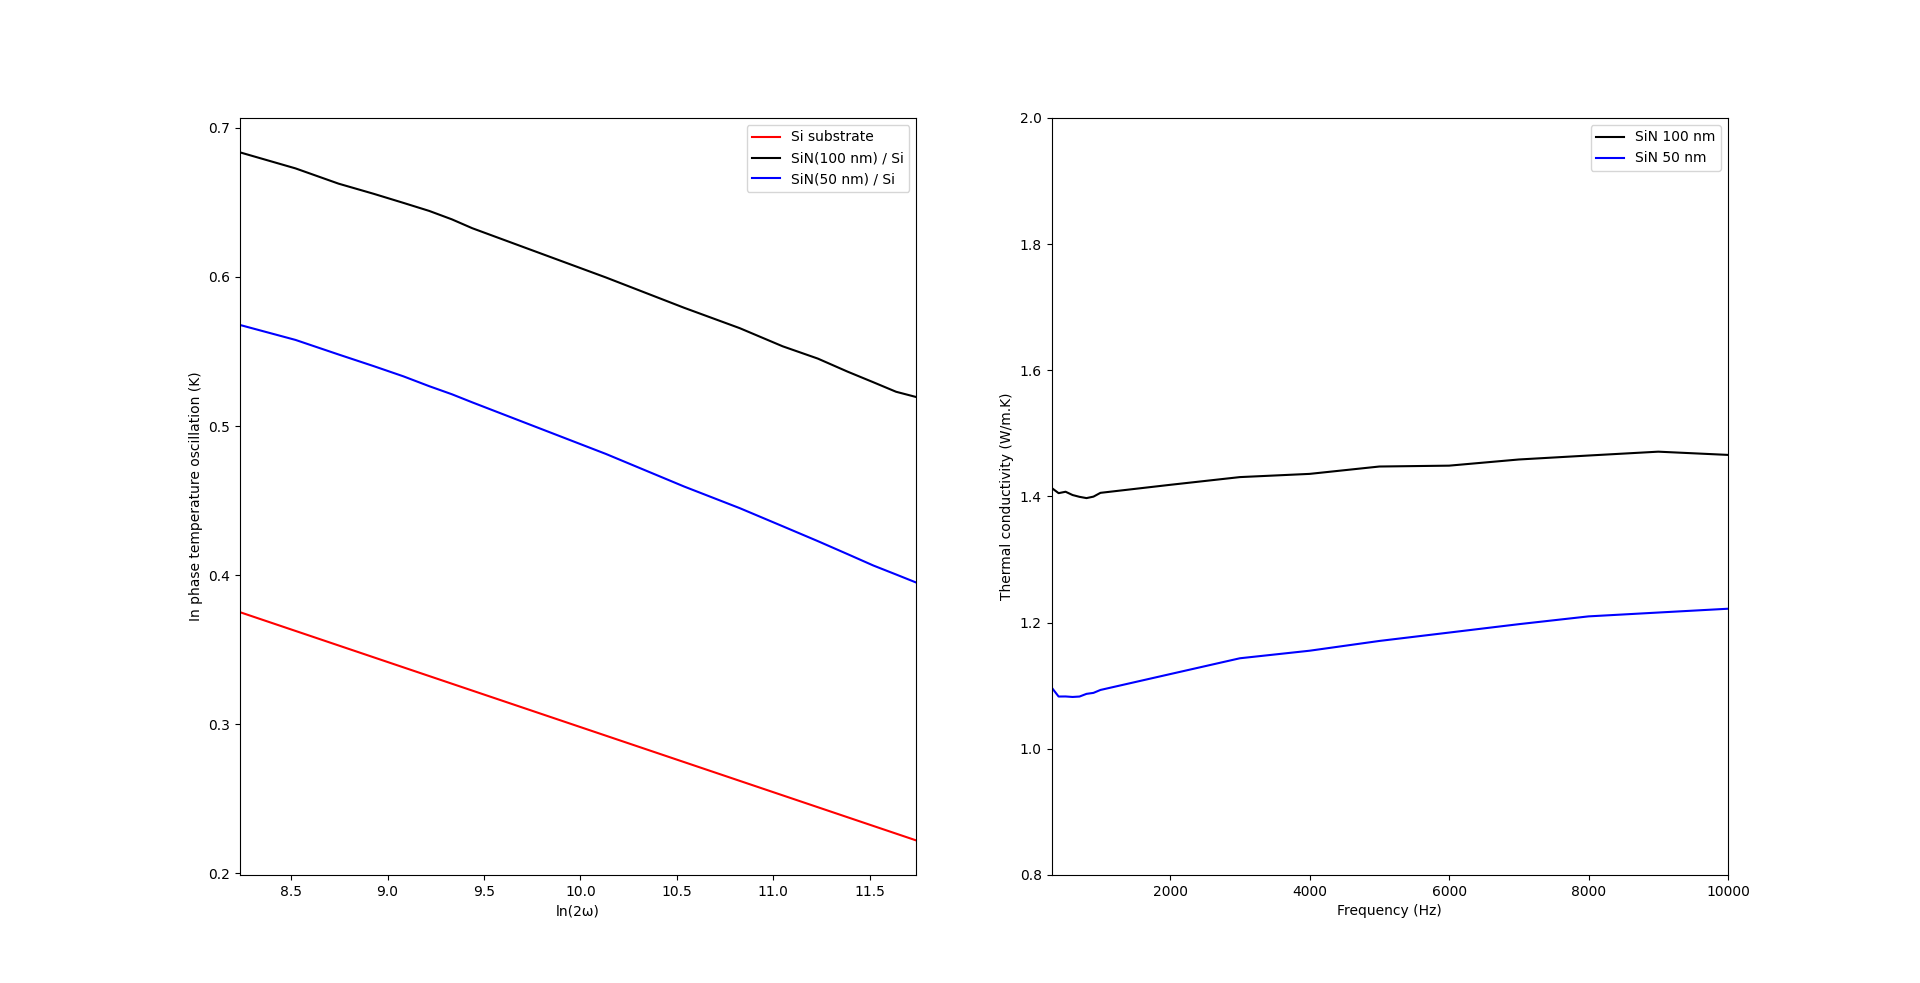 0.7
0.6
0.5
0.4
0.3
0.2
In phase temperature oscillation (K)
8.5 9.0 9.5 10.0 10.5 11.0 11.5
ln(2ω)
Si substrate
SiN(100 nm) / Si
SiN(50 nm) / Si
2.0
1.8
1.6
1.4
1.2
1.0
0.8
Thermal conductivity (W/m.K)
2000 4000 6000 8000 10000
Frequency (Hz)
SiN 100 nm
SiN 50 nm